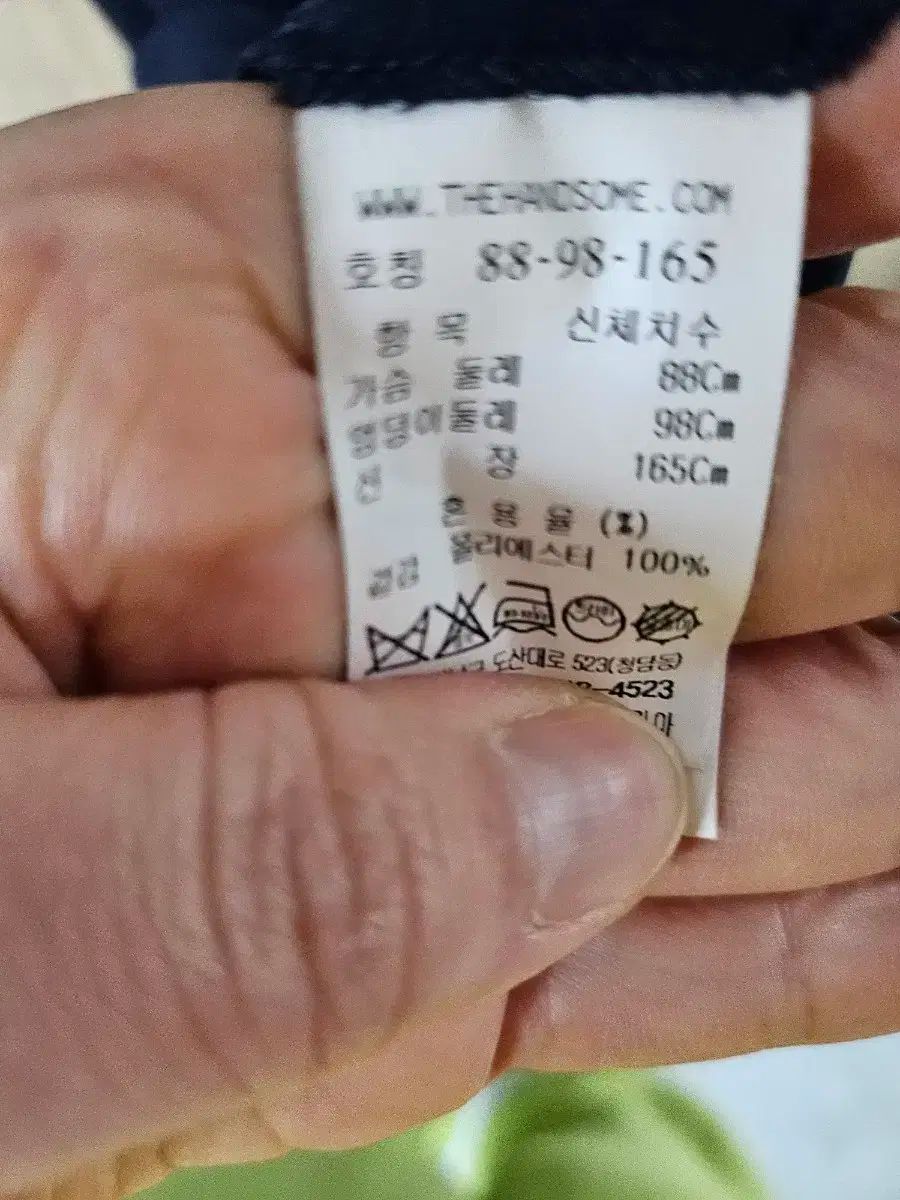 WWW.THEHANDSOME.COM
호칭 88-98-165
항 목 신체치수
가슴 둘레 88Cm
엉덩이둘레 98Cm
신 장 165Cm
혼 용 율 (%)
겉감 폴리에스터 100%
도산대로 523(청담동)
-4523